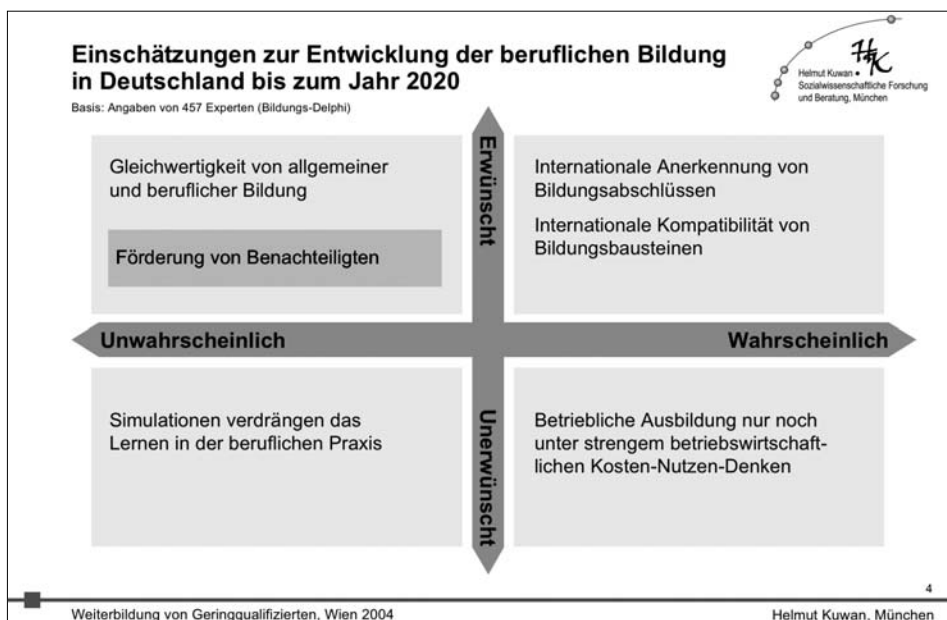 Einschätzungen zur Entwicklung der beruflichen Bildung
in Deutschland bis zum Jahr 2020
Basis: Angaben von 457 Experten (Bildungs-Delphi)
HK
Helmut Kuwan •
Sozialwissenschaftliche Forschung
und Beratung, München
Erwünscht
Gleichwertigkeit von allgemeiner
und beruflicher Bildung
Förderung von Benachteiligten
Internationale Anerkennung von
Bildungsabschlüssen
Internationale Kompatibilität von
Bildungsbausteinen
Unwahrscheinlich
Wahrscheinlich
Simulationen verdrängen das
Lernen in der beruflichen Praxis
Unerwünscht
Betriebliche Ausbildung nur noch
unter strengem betriebswirtschaft-
lichen Kosten-Nutzen-Denken
4
Weiterbildung von Geringqualifizierten, Wien 2004
Helmut Kuwan, München